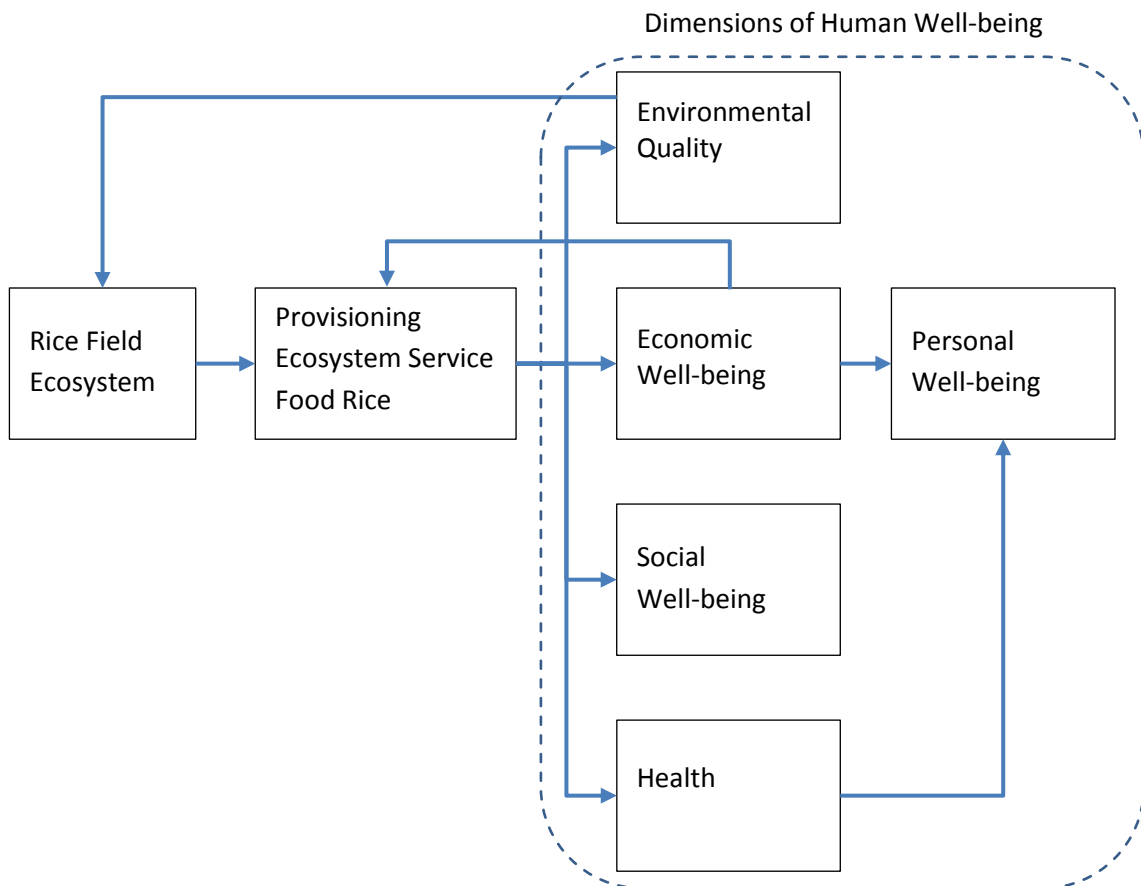 Dimensions of Human Well-being
Environmental
Quality
Rice Field
Ecosystem
Provisioning
Ecosystem Service
Food Rice
Economic
Well-being
Personal
Well-being
Social
Well-being
Health